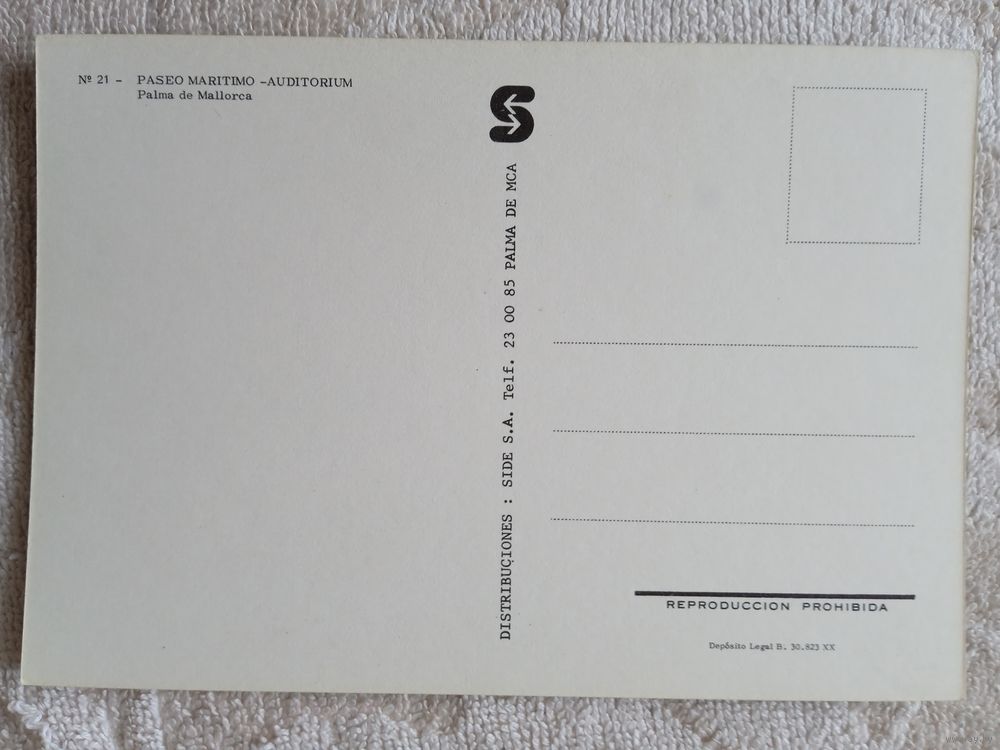 Nº 21 - PASEO MARITIMO -AUDITORIUM
Palma de Mallorca
DISTRIBUCIONES : SIDE S.A. Telf. 23 00 85 PALMA DE MCA
REPRODUCCION PROHIBIDA
Depósito Legal B. 30.823 XX